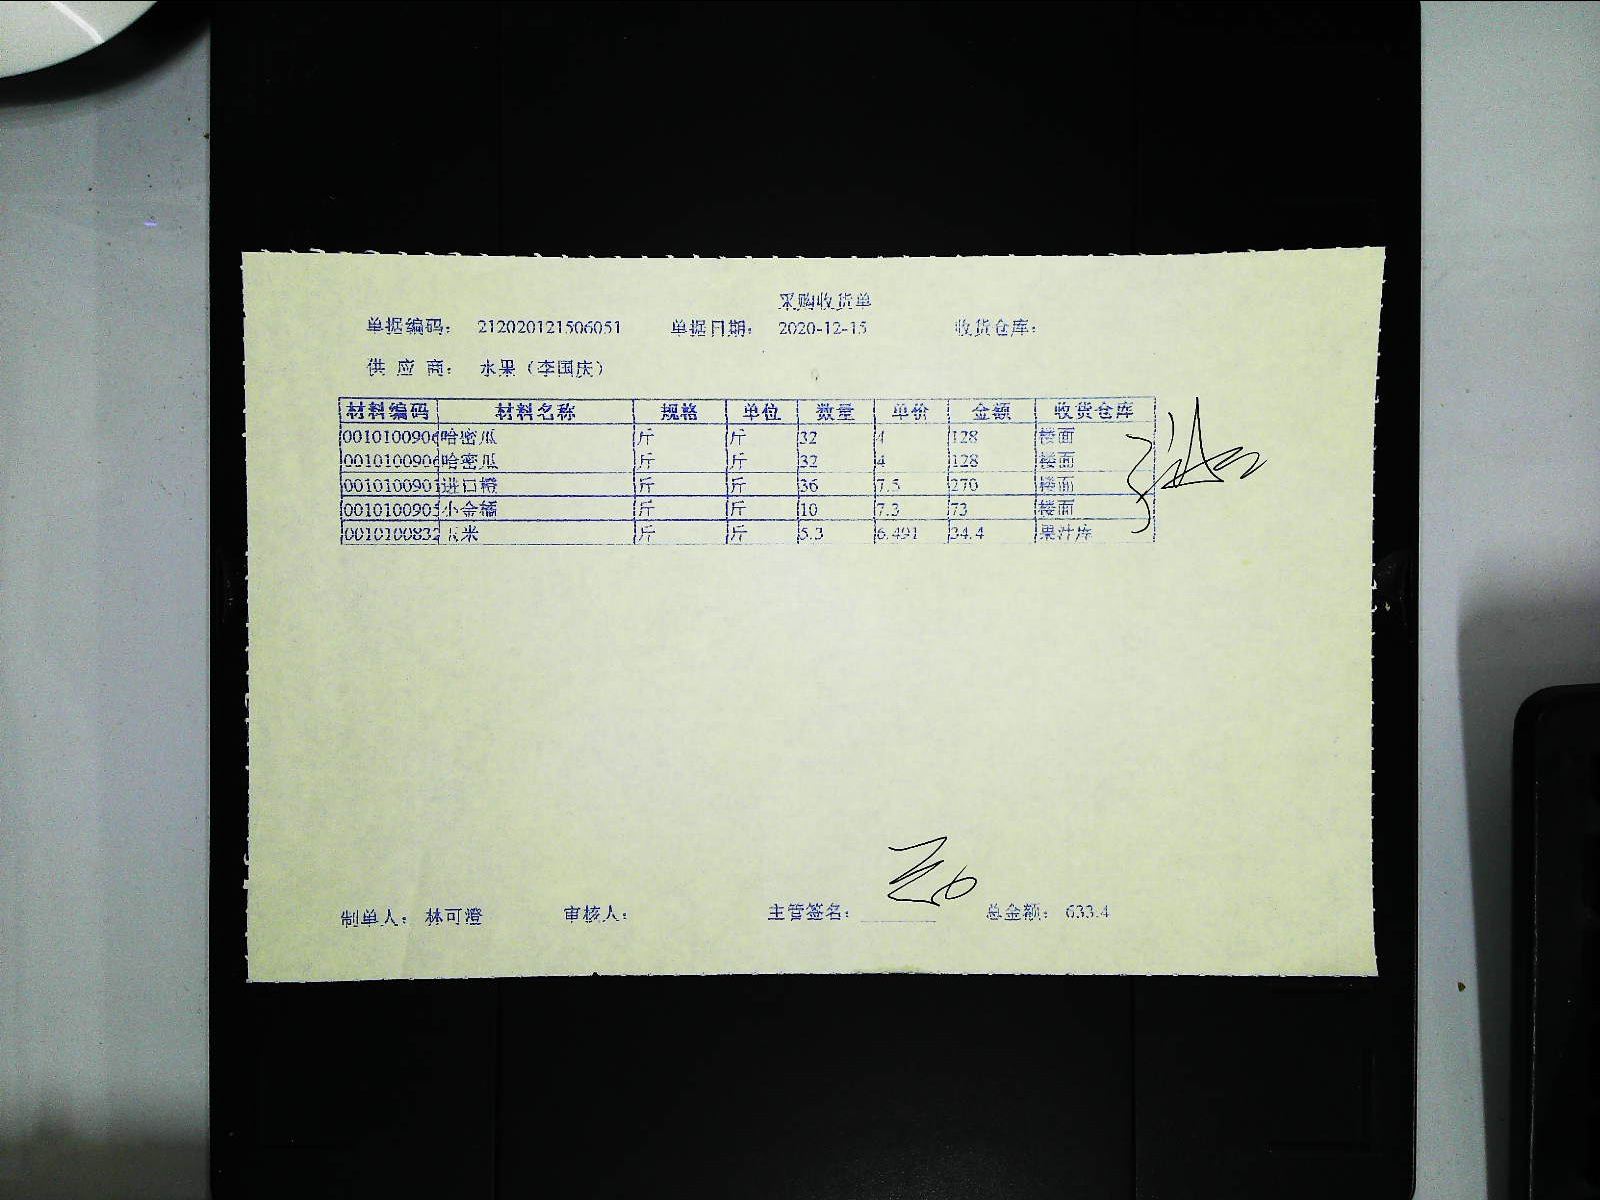 采购收货单
单据编码： 212020121506051 单据日期： 2020-12-15 收货仓库：
供 应 商： 水果（李国庆）
材料编码 材料名称 规格 单位 数量 单价 金额 收货仓库
001010090 哈密瓜 斤 斤 32 4 128 楼面
001010090 哈密瓜 斤 斤 32 4 128 楼面
001010090 进口橙 斤 斤 36 7.5 270 楼面
001010090 小金橘 斤 斤 10 7.3 73 楼面
001010083 玉米 斤 斤 5.3 6.491 34.4 果汁库
制单人： 林可澄 审核人： 主管签名： 总金额： 633.4